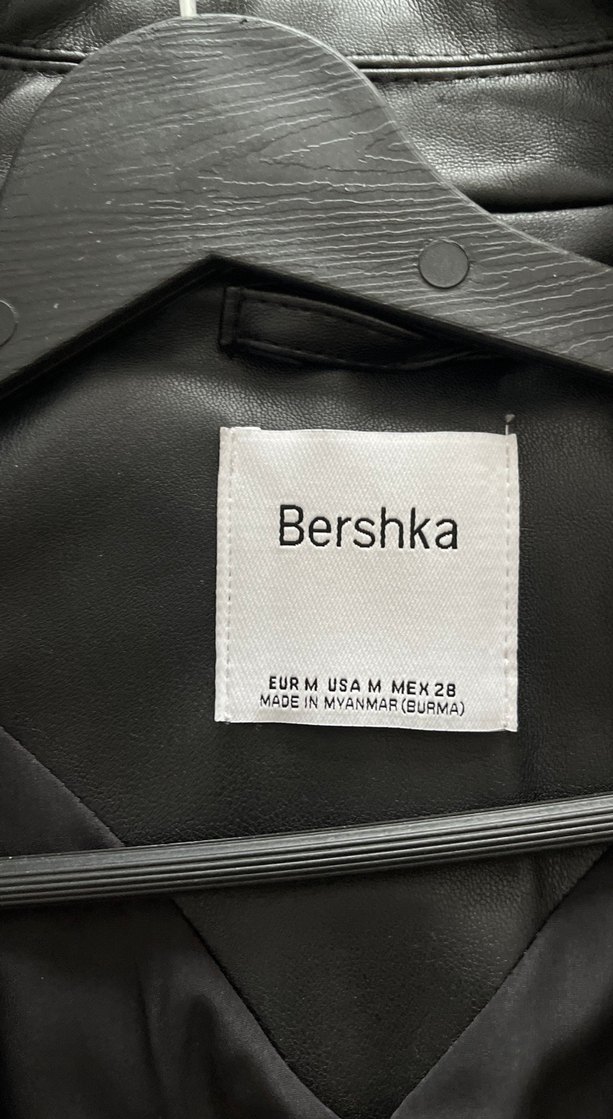 Bershka
EUR M USA M MEX 28
MADE IN MYANMAR (BURMA)